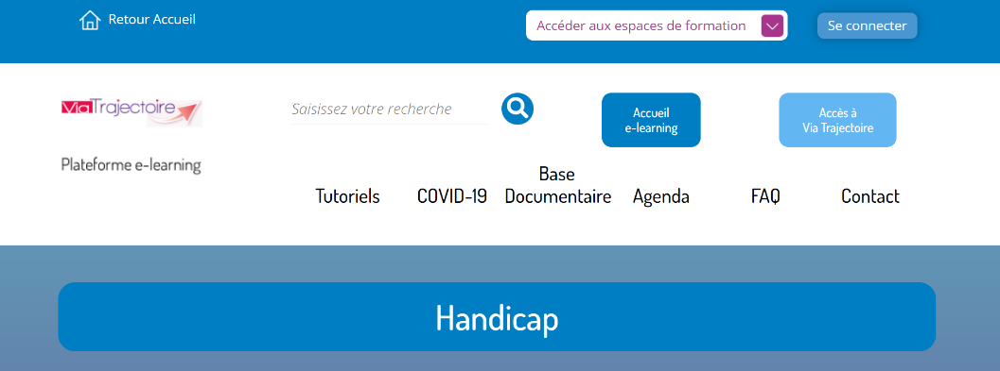 Retour Accueil
Accéder aux espaces de formation
Se connecter
ViaTrajectoire
Plateforme e-learning
Saisissez votre recherche
Accueil
e-learning
Accès à
Via Trajectoire
Tutoriels
COVID-19
Base
Documentaire
Agenda
FAQ
Contact
Handicap